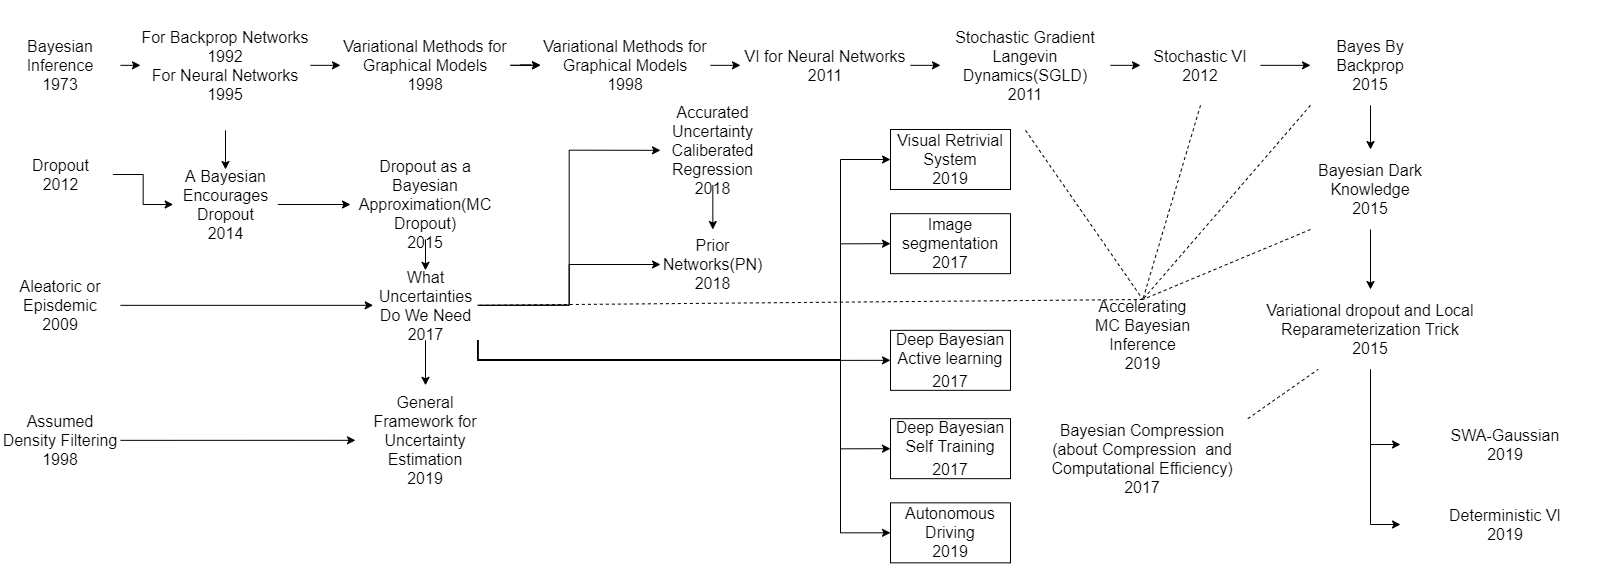 Bayesian
Inference
1973
For Backprop Networks
1992
For Neural Networks
1995
Variational Methods for
Graphical Models
1998
Variational Methods for
Graphical Models
1998
VI for Neural Networks
2011
Stochastic Gradient
Langevin
Dynamics(SGLD)
2011
Stochastic VI
2012
Bayes By
Backprop
2015
Dropout
2012
A Bayesian
Encourages
Dropout
2014
Dropout as a
Bayesian
Approximation(MC
Dropout)
2015
Accurated
Uncertainty
Caliberated
Regression
2018
Visual Retrivial
System
2019
Bayesian Dark
Knowledge
2015
Image
segmentation
2017
Prior
Networks(PN)
2018
Aleatoric or
Episdemic
2009
What
Uncertainties
Do We Need
2017
Accelerating
MC Bayesian
Inference
2019
Variational dropout and Local
Reparameterization Trick
2015
Deep Bayesian
Active learning
2017
Assumed
Density Filtering
1998
General
Framework for
Uncertainty
Estimation
2019
Deep Bayesian
Self Training
2017
Bayesian Compression
(about Compression  and
Computational Efficiency)
2017
SWA-Gaussian
2019
Autonomous
Driving
2019
Deterministic VI
2019